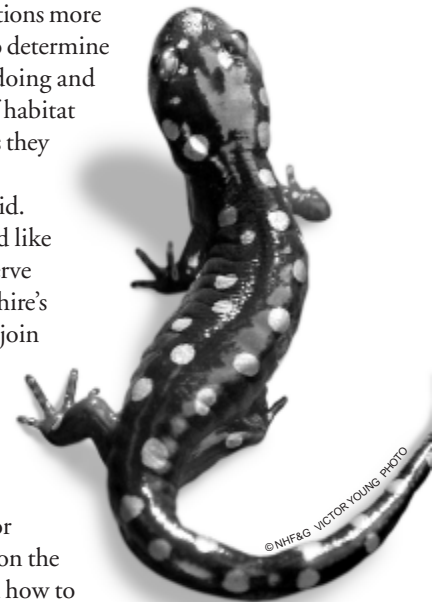 tions more
o determine
doing and
f habitat
s they
id.
d like
erve
hire's
join
or
on the
how to
©NHF&G VICTOR YOUNG PHOTO